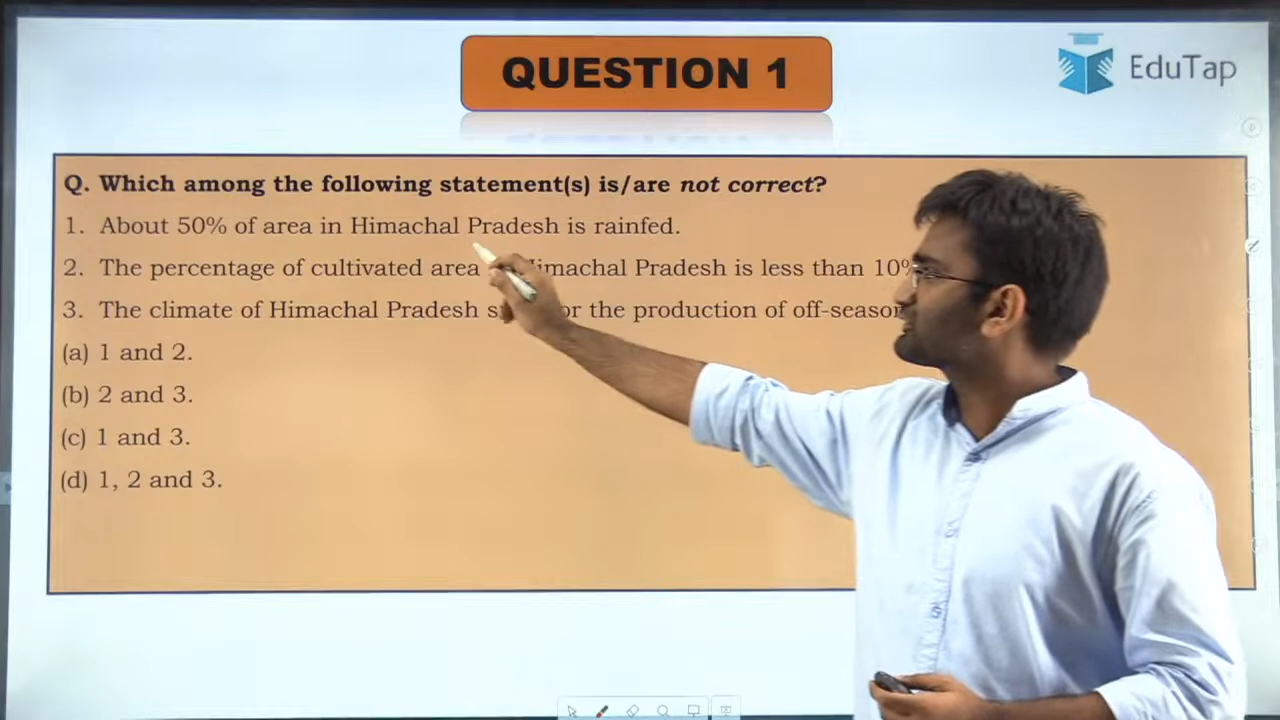 QUESTION 1
EduTap
Q. Which among the following statement(s) is/are not correct?
1. About 50% of area in Himachal Pradesh is rainfed.
2. The percentage of cultivated area Himachal Pradesh is less than 10%
3. The climate of Himachal Pradesh for the production of off-season
(a) 1 and 2.
(b) 2 and 3.
(c) 1 and 3.
(d) 1, 2 and 3.